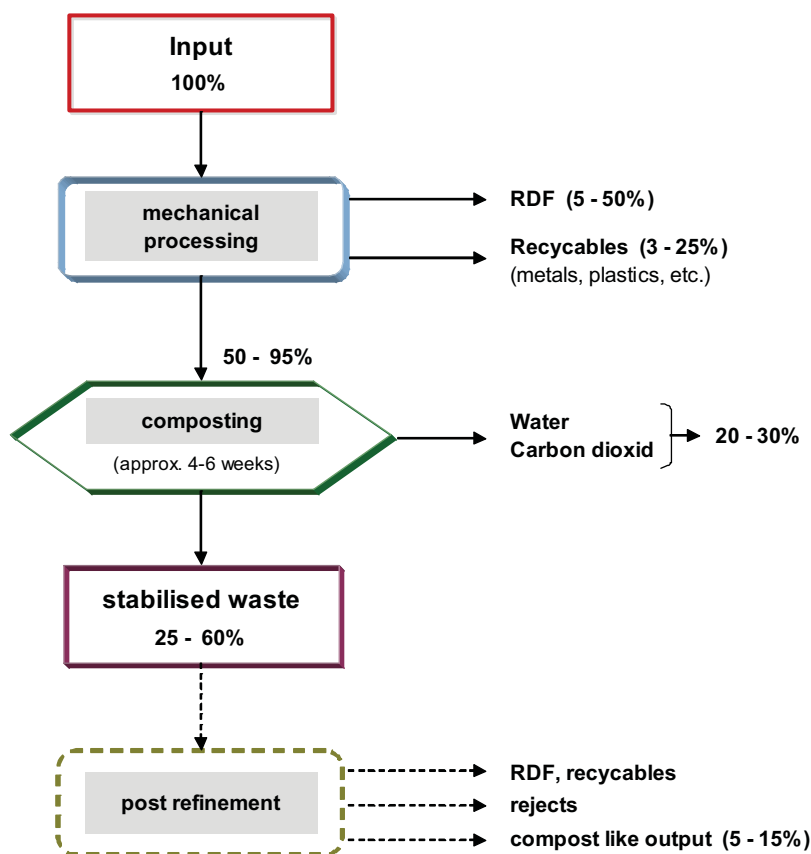 Input
100%
mechanical
processing
RDF (5 - 50%)
Recycables (3 - 25%)
(metals, plastics, etc.)
50 - 95%
composting
(approx. 4-6 weeks)
Water
Carbon dioxid
20 - 30%
stabilised waste
25 - 60%
post refinement
RDF, recycables
rejects
compost like output (5 - 15%)